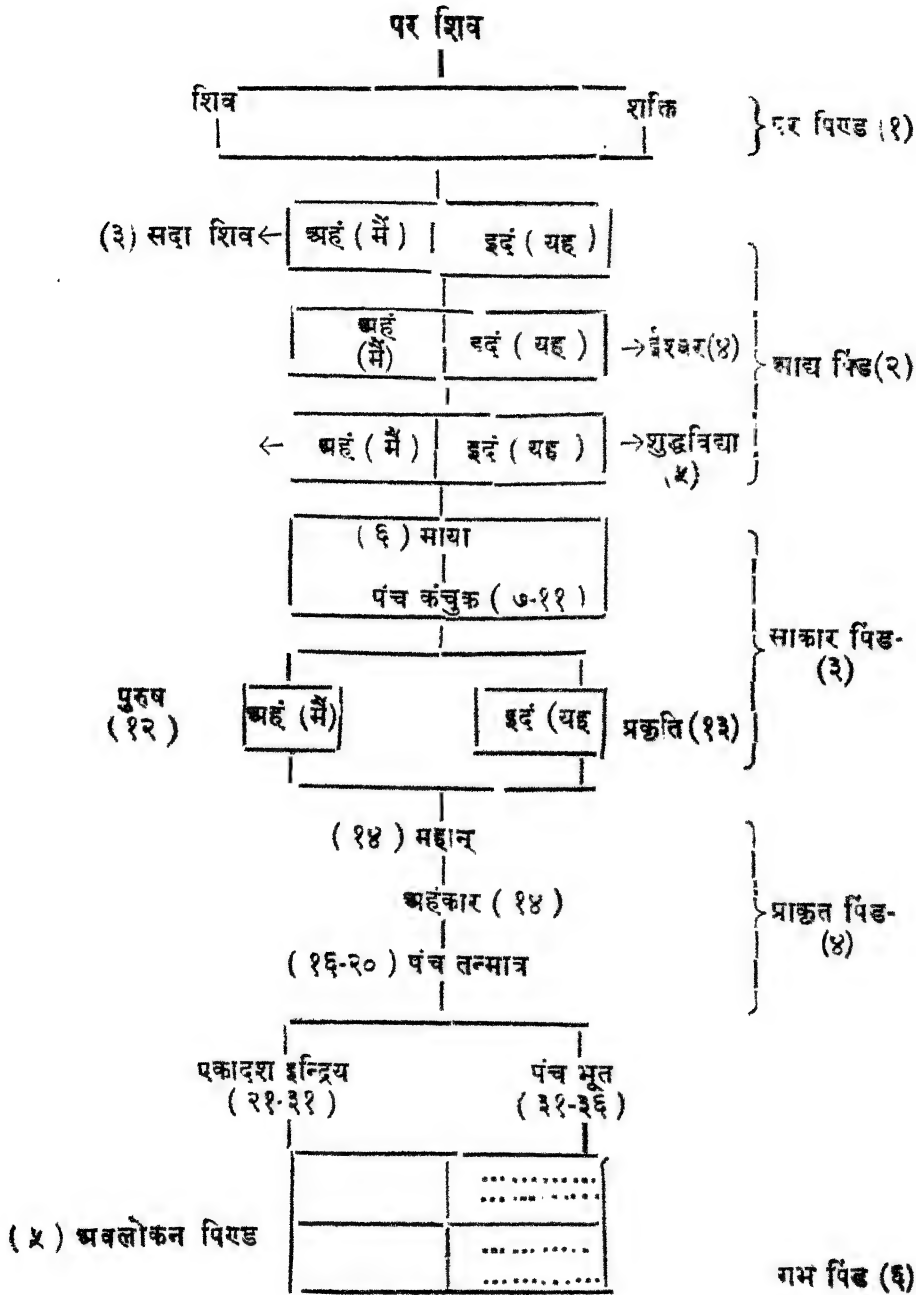 पर शिव
शिव शक्ति
पर पिण्ड (१)
(३) सदा शिव← अहं (मैं) इदं ( यह )
अहं
(मैं) इदं ( यह ) →ईश्वर(४)
आद्य पिंड(२)
← अहं ( मैं ) इदं ( यह ) →शुद्धविद्या
(५)
( ६ ) माया
पंच कंचुक ( ७-११ )
साकार पिंड-
(३)
पुरुष
( १२ ) अहं (मैं) इदं (यह प्रकृति (१३)
( १४ ) महान्
अहंकार ( १४ )
प्राकृत पिंड-
(४)
( १६-२० ) पंच तन्मात्र
एकादश इन्द्रिय पंच भूत
( २१-३१ ) ( ३१-३६ )
( ५ ) अवलोकन पिण्ड
गभ पिंड (६)